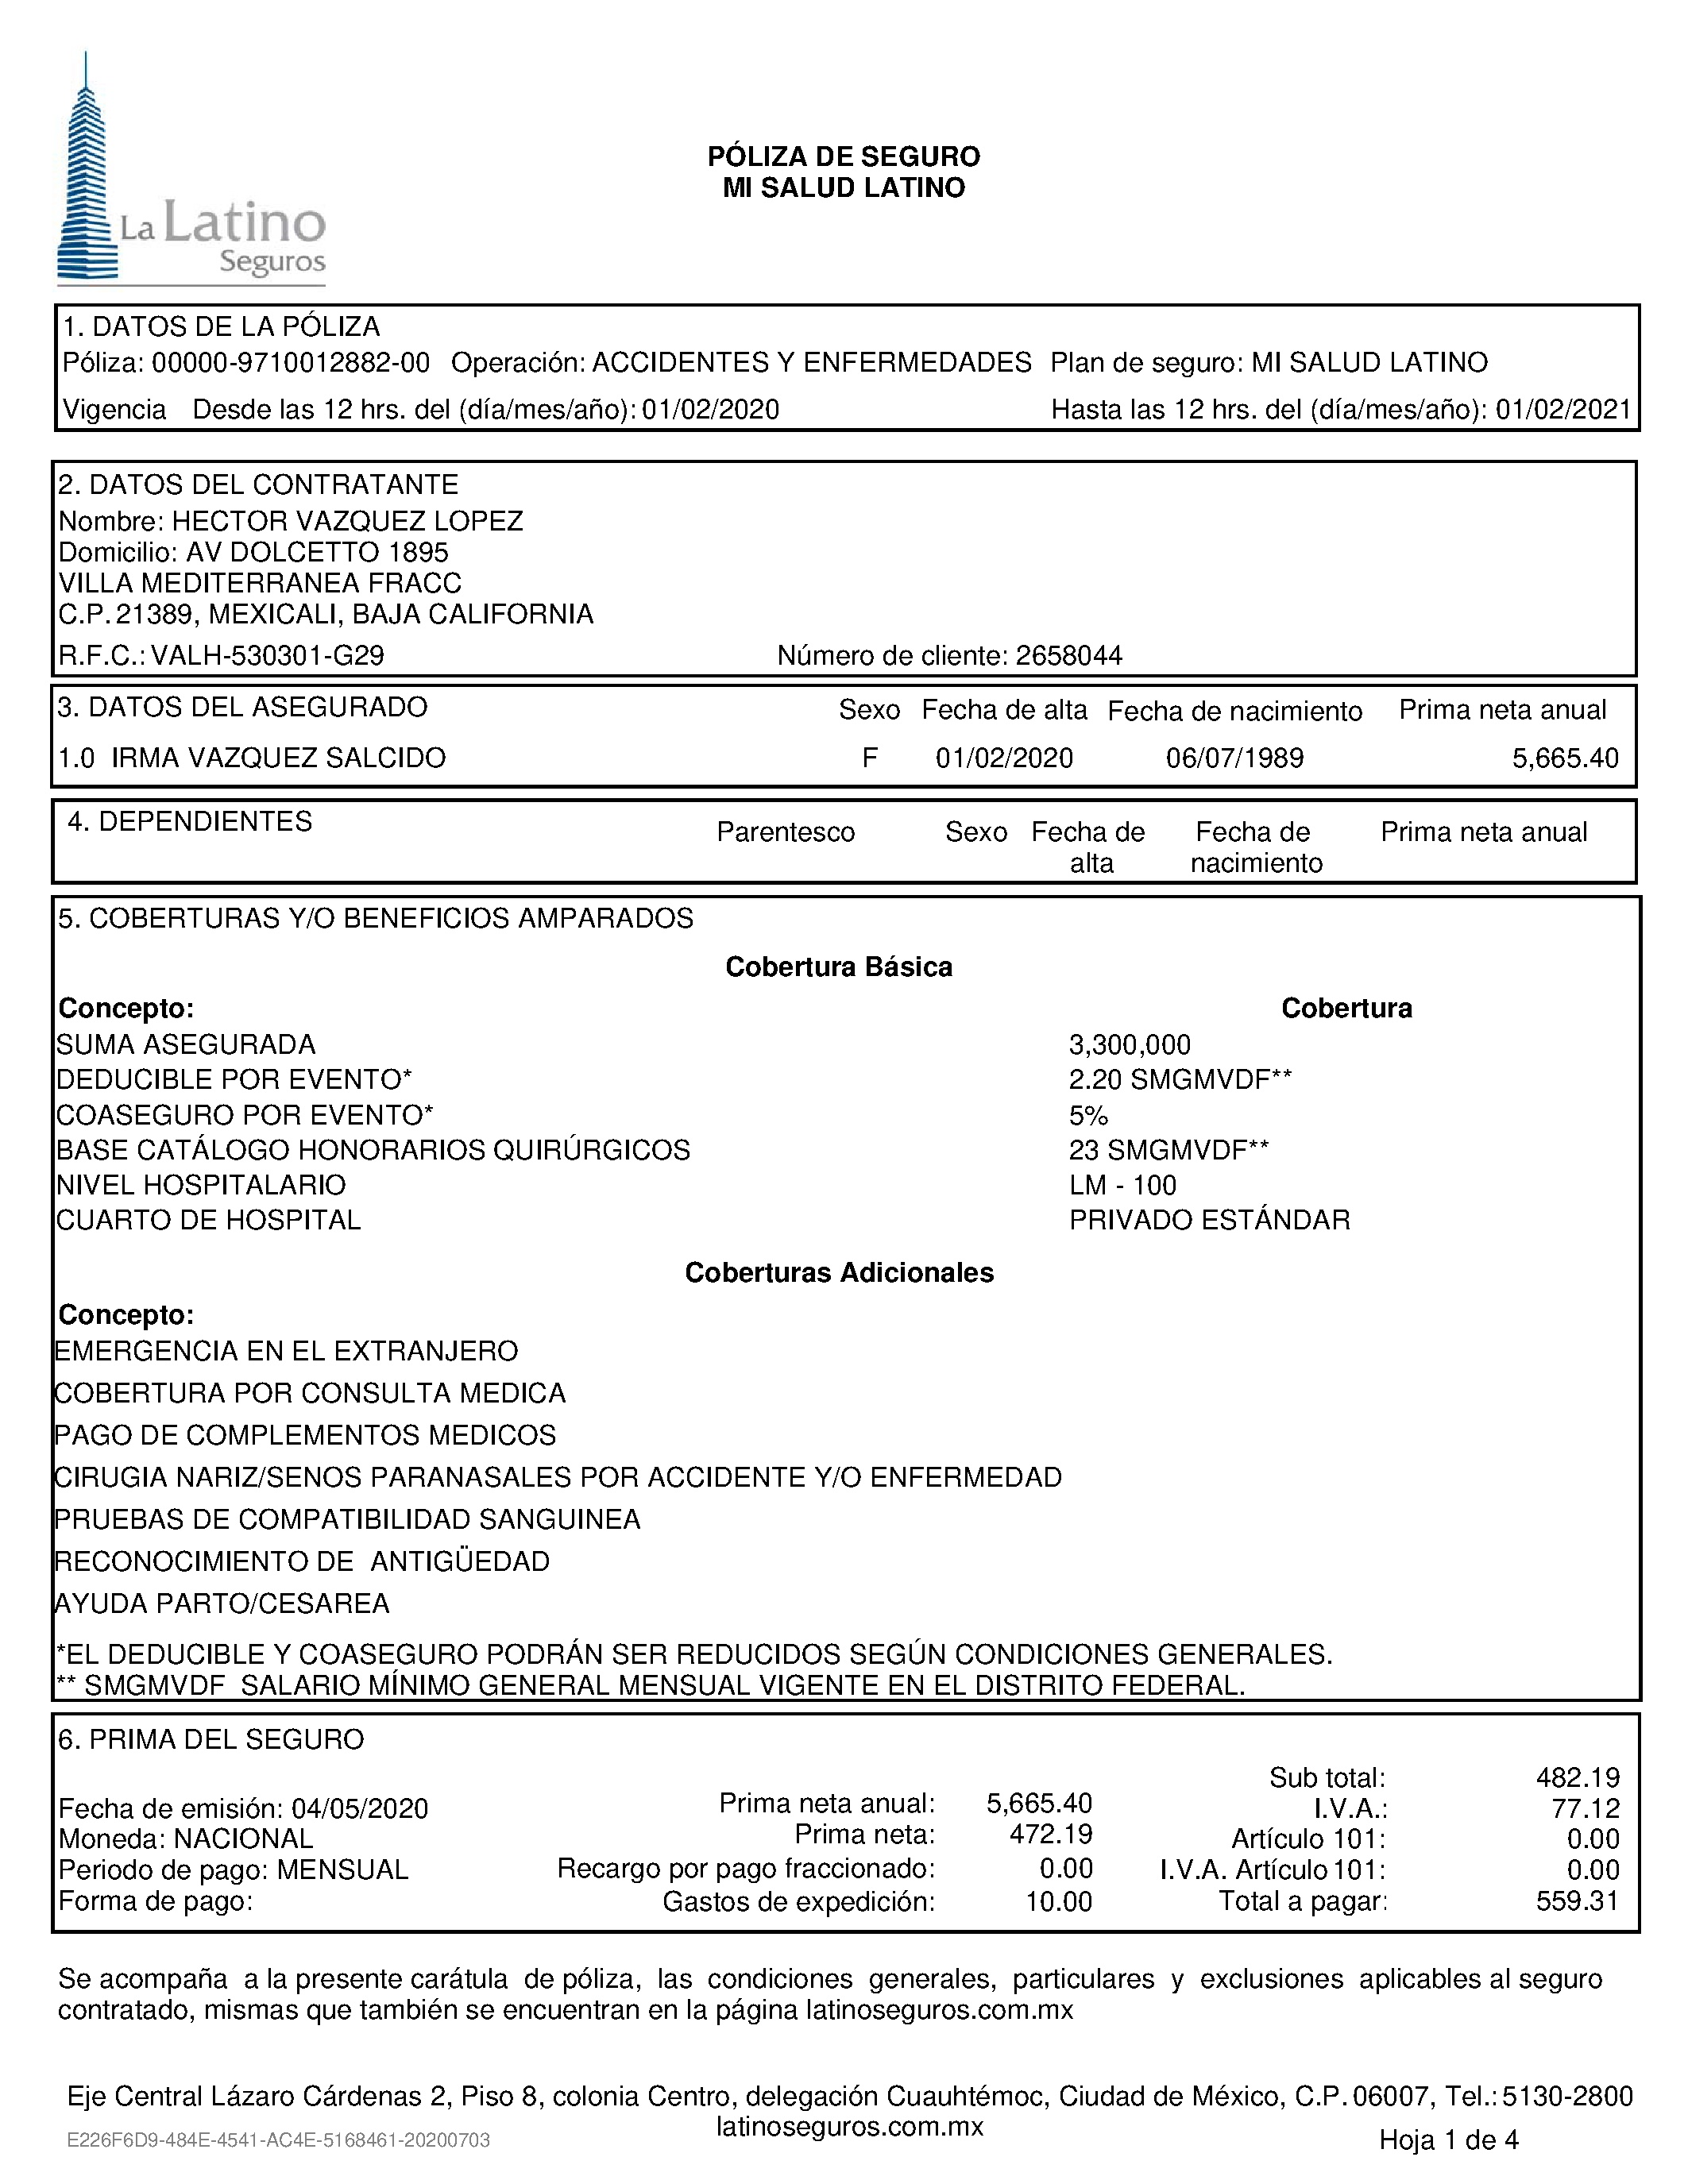 La Latino
Seguros
PÓLIZA DE SEGURO
MI SALUD LATINO
1. DATOS DE LA PÓLIZA
Póliza: 00000-9710012882-00 Operación: ACCIDENTES Y ENFERMEDADES Plan de seguro: MI SALUD LATINO
Vigencia Desde las 12 hrs. del (día/mes/año): 01/02/2020 Hasta las 12 hrs. del (día/mes/año): 01/02/2021
2. DATOS DEL CONTRATANTE
Nombre: HECTOR VAZQUEZ LOPEZ
Domicilio: AV DOLCETTO 1895
VILLA MEDITERRANEA FRACC
C.P. 21389, MEXICALI, BAJA CALIFORNIA
R.F.C.: VALH-530301-G29 Número de cliente: 2658044
3. DATOS DEL ASEGURADO Sexo Fecha de alta Fecha de nacimiento Prima neta anual
1.0 IRMA VAZQUEZ SALCIDO F 01/02/2020 06/07/1989 5,665.40
4. DEPENDIENTES Parentesco Sexo Fecha de alta Fecha de nacimiento Prima neta anual
5. COBERTURAS Y/O BENEFICIOS AMPARADOS
Cobertura Básica
Concepto: Cobertura
SUMA ASEGURADA 3,300,000
DEDUCIBLE POR EVENTO* 2.20 SMGMVDF**
COASEGURO POR EVENTO* 5%
BASE CATÁLOGO HONORARIOS QUIRÚRGICOS 23 SMGMVDF**
NIVEL HOSPITALARIO LM - 100
CUARTO DE HOSPITAL PRIVADO ESTÁNDAR
Coberturas Adicionales
Concepto:
EMERGENCIA EN EL EXTRANJERO
COBERTURA POR CONSULTA MEDICA
PAGO DE COMPLEMENTOS MEDICOS
CIRUGIA NARIZ/SENOS PARANASALES POR ACCIDENTE Y/O ENFERMEDAD
PRUEBAS DE COMPATIBILIDAD SANGUINEA
RECONOCIMIENTO DE ANTIGÜEDAD
AYUDA PARTO/CESAREA
*EL DEDUCIBLE Y COASEGURO PODRÁN SER REDUCIDOS SEGÚN CONDICIONES GENERALES.
** SMGMVDF SALARIO MÍNIMO GENERAL MENSUAL VIGENTE EN EL DISTRITO FEDERAL.
6. PRIMA DEL SEGURO
Sub total: 482.19
Fecha de emisión: 04/05/2020 Prima neta anual: 5,665.40 I.V.A.: 77.12
Moneda: NACIONAL Prima neta: 472.19 Artículo 101: 0.00
Periodo de pago: MENSUAL Recargo por pago fraccionado: 0.00 I.V.A. Artículo 101: 0.00
Forma de pago: Gastos de expedición: 10.00 Total a pagar: 559.31
Se acompaña a la presente carátula de póliza, las condiciones generales, particulares y exclusiones aplicables al seguro
contratado, mismas que también se encuentran en la página latinoseguros.com.mx
Eje Central Lázaro Cárdenas 2, Piso 8, colonia Centro, delegación Cuauhtémoc, Ciudad de México, C.P. 06007, Tel.: 5130-2800
latinoseguros.com.mx
E226F6D9-484E-4541-AC4E-5168461-20200703 Hoja 1 de 4